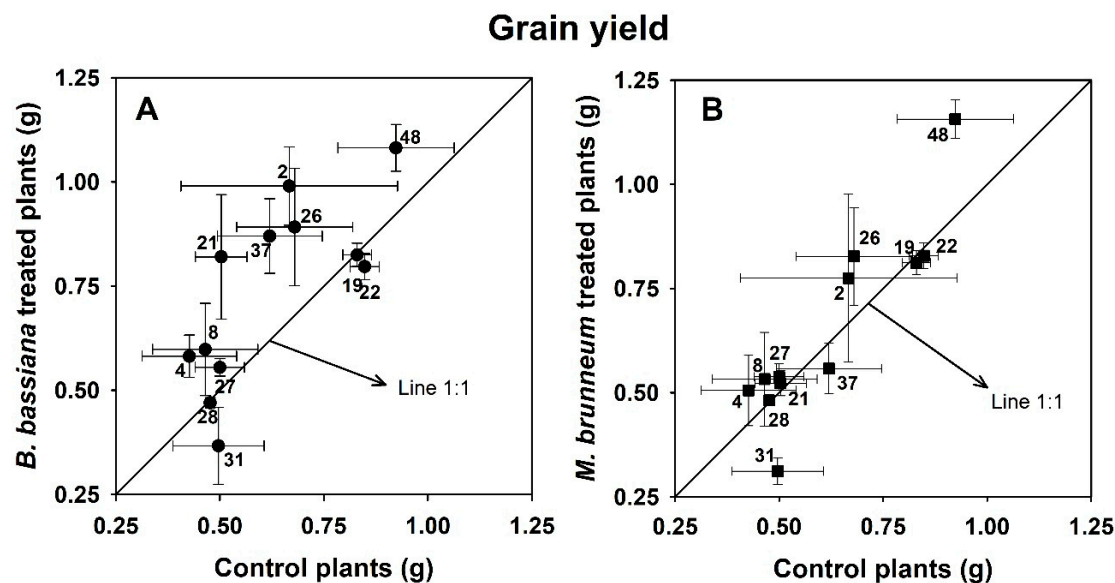 Grain yield
A
B. bassiana treated plants (g)
1.25
1.00
0.75
0.50
0.25
48
2
26
21
37
19
22
8
4
27
28
31
Line 1:1
0.25 0.50 0.75 1.00 1.25
Control plants (g)
B
M. brunneum treated plants (g)
1.25
1.00
0.75
0.50
0.25
48
26
19 22
2
8 27
37
4 21
28
31
Line 1:1
0.25 0.50 0.75 1.00 1.25
Control plants (g)